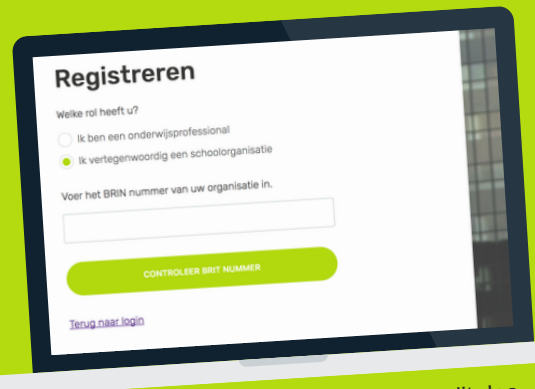 Registreren
Welke rol heeft u?
Ik ben een onderwijsprofessional
Ik vertegenwoordig een schoolorganisatie
Voer het BRIN nummer van uw organisatie in.
CONTROLEER BRIT NUMMER
Terug naar login